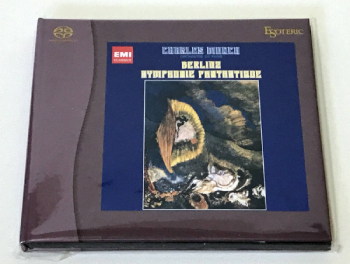 ESOTERIC
EMI
CLASSICS
CHARLES MUNCH
BERLIOZ
SYMPHONIE FANTASTIQUE